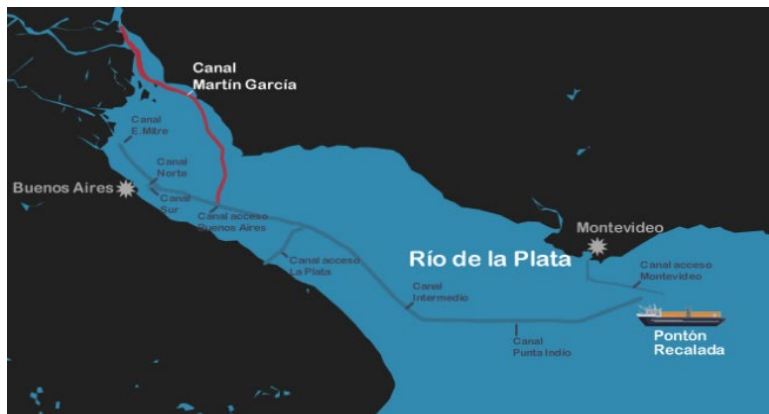 Canal
Martín García
Canal
E.Mitre
Canal
Norte
Buenos Aires
Canal
Sur
Canal acceso
Buenos Aires
Montevideo
Río de la Plata
Canal acceso
La Plata
Canal acceso
Montevideo
Canal
Intermedio
Pontón
Recalada
Canal
Punta Indio